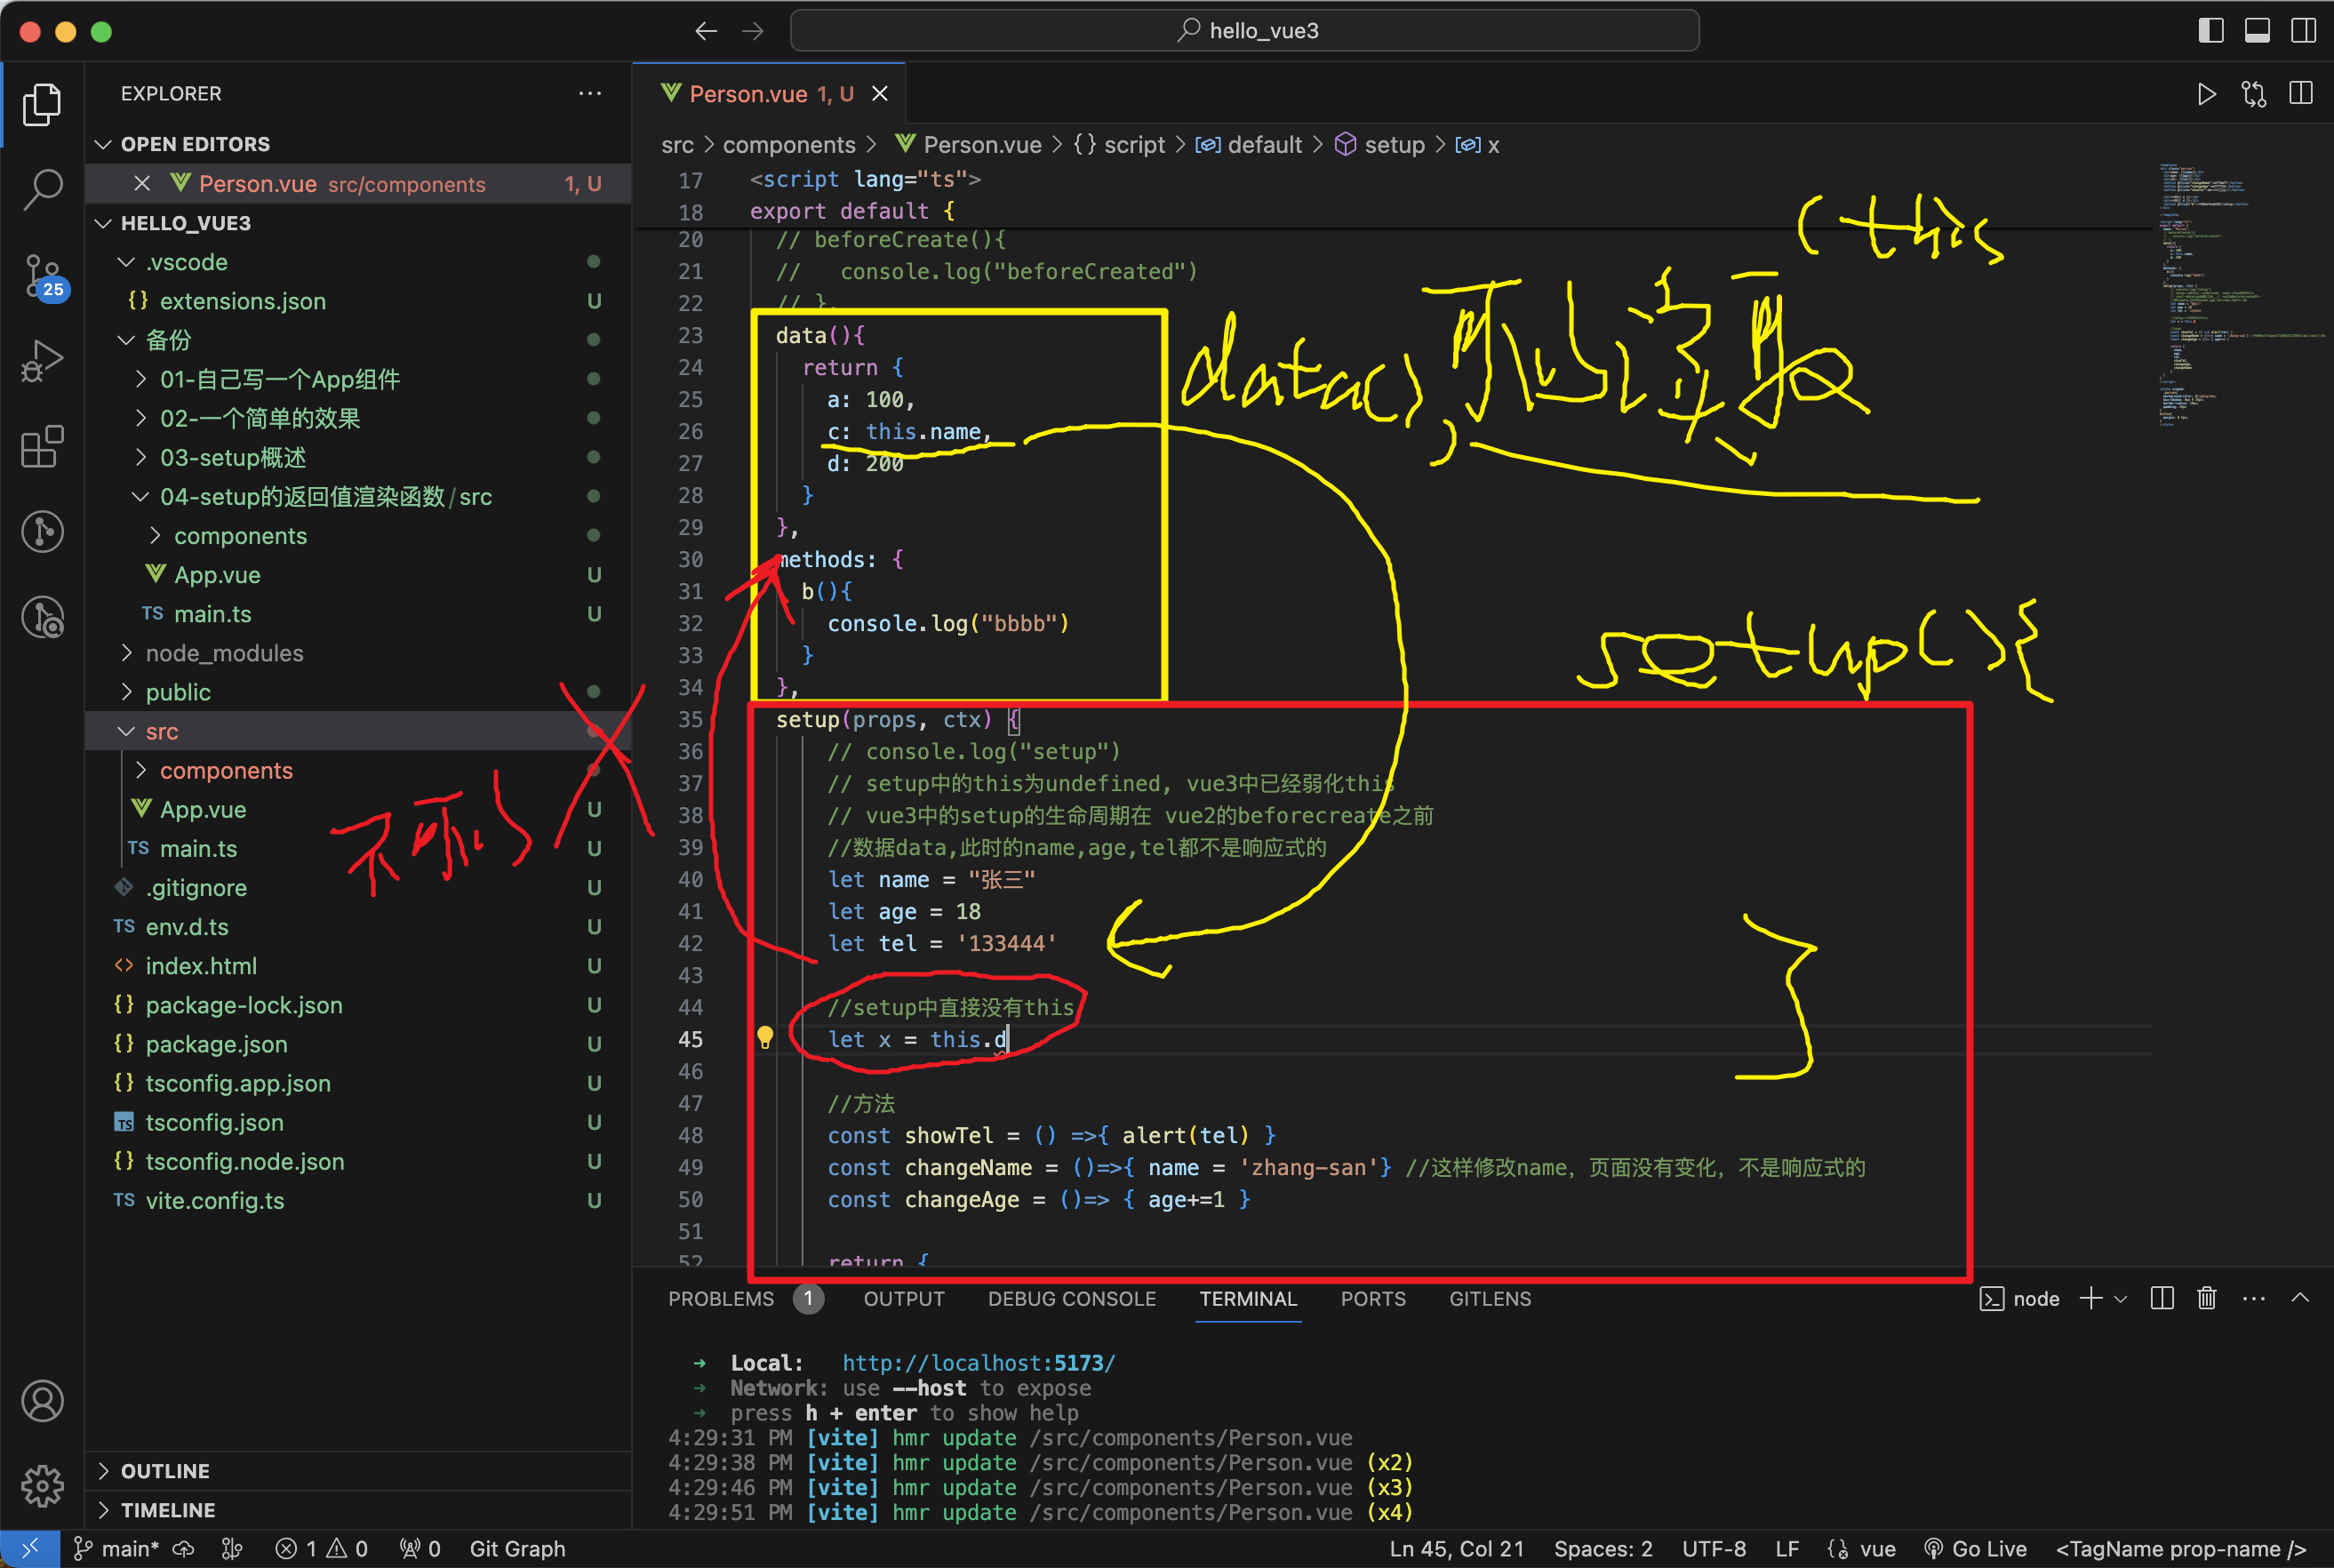 hello_vue3
EXPLORER
OPEN EDITORS
Person.vue src/components 1, U
HELLO_VUE3
.vscode
{} extensions.json U
备份
01-自己写一个App组件
02-一个简单的效果
03-setup概述
04-setup的返回值渲染函数/src
components
App.vue U
TS main.ts U
node_modules
public
src
components
App.vue U
TS main.ts U
.gitignore U
TS env.d.ts U
<> index.html U
{} package-lock.json U
{} package.json U
{} tsconfig.app.json U
TS tsconfig.json U
{} tsconfig.node.json U
TS vite.config.ts U
OUTLINE
TIMELINE
25
Person.vue 1, U
src > components > Person.vue > {} script > default > setup > x
17 <script lang="ts">
18 export default {
20 // beforeCreate(){
21 //   console.log("beforeCreated")
22 // },
23 data(){
24 return {
25 a: 100,
26 c: this.name,
27 d: 200
28 }
29 },
30 methods: {
31 b(){
32 console.log("bbbb")
33 }
34 },
35 setup(props, ctx) {
36 // console.log("setup")
37 // setup中的this为undefined, vue3中已经弱化this
38 // vue3中的setup的生命周期在 vue2的beforecreate之前
39 //数据data,此时的name,age,tel都不是响应式的
40 let name = "张三"
41 let age = 18
42 let tel = '133444'
43
44 //setup中直接没有this
45 let x = this.d
46
47 //方法
48 const showTel = () =>{ alert(tel) }
49 const changeName = ()=>{ name = 'zhang-san'} //这样修改name, 页面没有变化, 不是响应式的
50 const changeAge = ()=> { age+=1 }
51
52 return {
(this
data(), 可以读取
setup(){
}
不可以
PROBLEMS 1 OUTPUT DEBUG CONSOLE TERMINAL PORTS GITLENS
node
➜ Local: http://localhost:5173/
➜ Network: use --host to expose
➜ press h + enter to show help
4:29:31 PM [vite] hmr update /src/components/Person.vue
4:29:38 PM [vite] hmr update /src/components/Person.vue (x2)
4:29:46 PM [vite] hmr update /src/components/Person.vue (x3)
4:29:51 PM [vite] hmr update /src/components/Person.vue (x4)
main* 1 0 0 Git Graph
Ln 45, Col 21 Spaces: 2 UTF-8 LF vue Go Live <TagName prop-name />